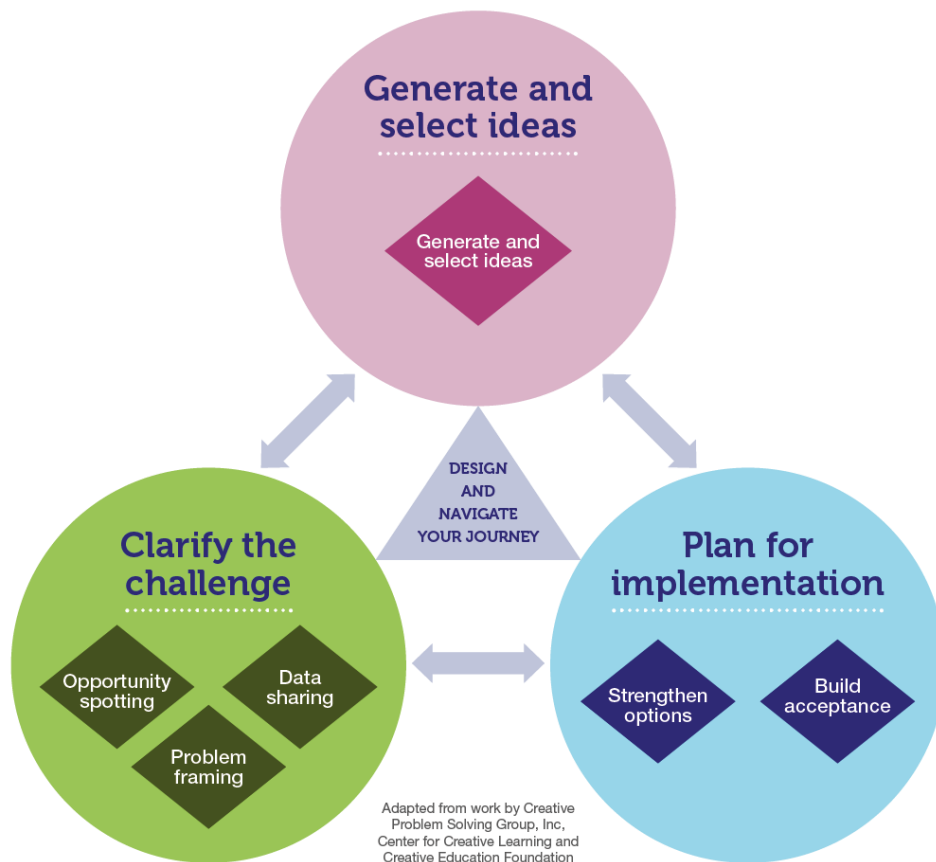 Generate and
select ideas
Generate and
select ideas
DESIGN
AND
NAVIGATE
YOUR JOURNEY
Clarify the
challenge
Opportunity
spotting
Data
sharing
Problem
framing
Plan for
implementation
Strengthen
options
Build
acceptance
Adapted from work by Creative
Problem Solving Group, Inc,
Center for Creative Learning and
Creative Education Foundation